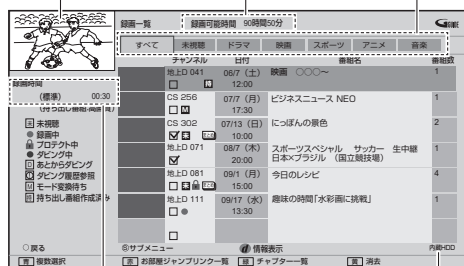 録画一覧 録画可能時間 90時間50分 G GUIDE
すべて 未視聴 ドラマ 映画 スポーツ アニメ 音楽
チャンネル 日付 番組名 番組数
地上D 041 06/7 (土) 12:00 映画 ○○○～ 1
CS 256 07/7 (月) 17:30 ビジネスニュース NEO 1
CS 302 07/13 (日) 10:00 にっぽんの景色 2
地上D 071 08/7 (木) 20:00 スポーツスペシャル サッカー 生中継 日本×ブラジル (国立競技場) 1
地上D 081 09/1 (月) 15:00 今日のレシピ 4
地上D 111 09/17 (水) 13:30 趣味の時間「水彩画に挑戦」 1
録画時間
(標準) 00:30
未視聴
録画中
プロテクト中
ダビング中
あとからダビング
ダビング履歴参照
M モード変換待ち
持ち出し番組作成済み
戻る Ⓢサブメニュー d 情報表示 内蔵HDD
青 複数選択 赤 お部屋ジャンプリンク一覧 緑 チャプター一覧 黄 消去